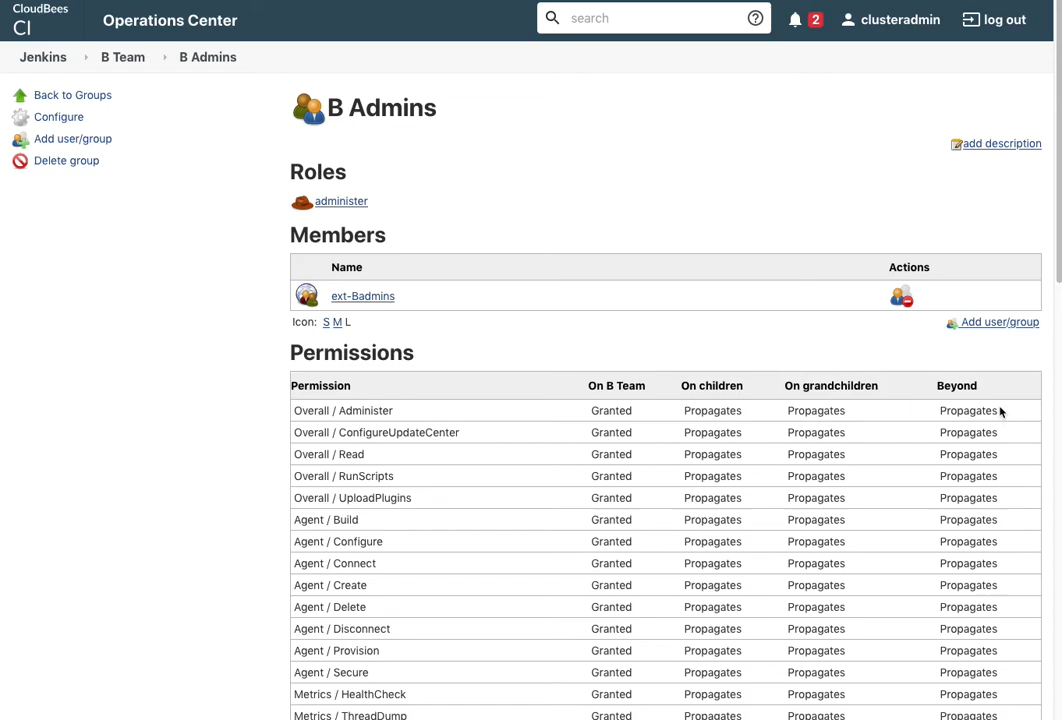 CloudBees
CI
Operations Center
search
2
clusteradmin
log out
Jenkins
B Team
B Admins
Back to Groups
Configure
Add user/group
Delete group
B Admins
add description
Roles
administer
Members
Name Actions
ext-Badmins
Icon: S M L
Add user/group
Permissions
Permission On B Team On children On grandchildren Beyond
Overall / Administer Granted Propagates Propagates Propagates
Overall / ConfigureUpdateCenter Granted Propagates Propagates Propagates
Overall / Read Granted Propagates Propagates Propagates
Overall / RunScripts Granted Propagates Propagates Propagates
Overall / UploadPlugins Granted Propagates Propagates Propagates
Agent / Build Granted Propagates Propagates Propagates
Agent / Configure Granted Propagates Propagates Propagates
Agent / Connect Granted Propagates Propagates Propagates
Agent / Create Granted Propagates Propagates Propagates
Agent / Delete Granted Propagates Propagates Propagates
Agent / Disconnect Granted Propagates Propagates Propagates
Agent / Provision Granted Propagates Propagates Propagates
Agent / Secure Granted Propagates Propagates Propagates
Metrics / HealthCheck Granted Propagates Propagates Propagates
Metrics / ThreadDump Granted Propagates Propagates Propagates